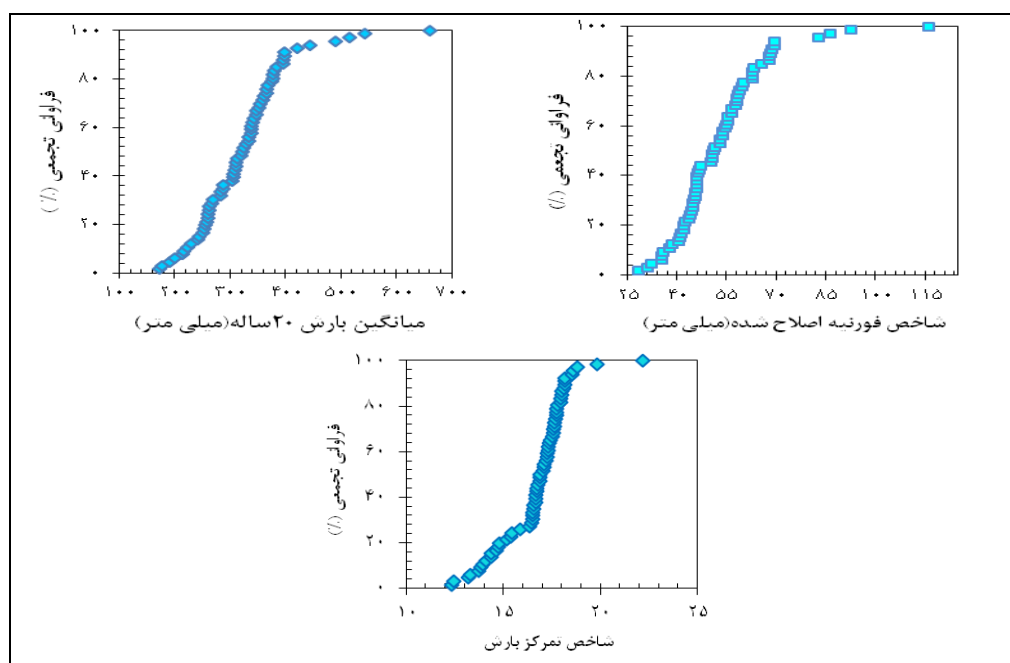 فراوانی تجمعی (٪)
۱۰۰
۸۰
۶۰
۴۰
۲۰
۰
۱۰۰ ۲۰۰ ۳۰۰ ۴۰۰ ۵۰۰ ۶۰۰ ۷۰۰
میانگین بارش ۲۰ساله(میلی متر)
فراوانی تجمعی (٪)
۱۰۰
۸۰
۶۰
۴۰
۲۰
۰
۲۵ ۴۰ ۵۵ ۷۰ ۸۵ ۱۰۰ ۱۱۵
شاخص فورنیه اصلاح شده(میلی متر)
فراوانی تجمعی (٪)
۱۰۰
۸۰
۶۰
۴۰
۲۰
۰
۱۰ ۱۵ ۲۰ ۲۵
شاخص تمرکز بارش